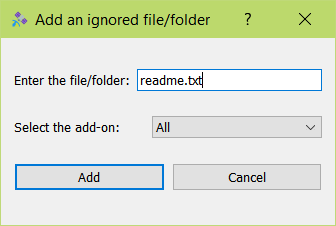 Add an ignored file/folder ?
Enter the file/folder: readme.txt
Select the add-on: All
Add Cancel